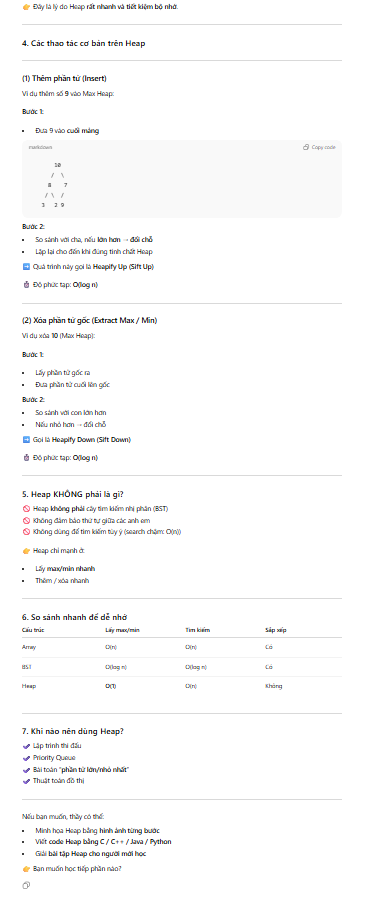 👉 Đây là lý do Heap rất nhanh và tiết kiệm bộ nhớ.
4. Các thao tác cơ bản trên Heap
(1) Thêm phần tử (Insert)
Ví dụ thêm số 9 vào Max Heap:
Bước 1:
• Đưa 9 vào cuối mảng
markdown Copy code
10
/ \
8 7
/ \ /
3 2 9
Bước 2:
• So sánh với cha, nếu lớn hơn → đổi chỗ
• Lặp lại cho đến khi đúng tính chất Heap
➡️ Quá trình này gọi là Heapify Up (Sift Up)
⏱ Độ phức tạp: O(log n)
(2) Xóa phần tử gốc (Extract Max / Min)
Ví dụ xóa 10 (Max Heap):
Bước 1:
• Lấy phần tử gốc ra
• Đưa phần tử cuối lên gốc
Bước 2:
• So sánh với con lớn hơn
• Nếu nhỏ hơn → đổi chỗ
➡️ Gọi là Heapify Down (Sift Down)
⏱ Độ phức tạp: O(log n)
5. Heap KHÔNG phải là gì?
🚫 Heap không phải cây tìm kiếm nhị phân (BST)
🚫 Không đảm bảo thứ tự giữa các anh em
🚫 Không dùng để tìm kiếm tùy ý (search chậm: O(n))
👉 Heap chỉ mạnh ở:
• Lấy max/min nhanh
• Thêm / xóa nhanh
6. So sánh nhanh để dễ nhớ
Cấu trúc Lấy max/min Tìm kiếm Sắp xếp
Array O(n) O(n) Có
BST O(log n) O(log n) Có
Heap O(1) O(n) Không
7. Khi nào nên dùng Heap?
✔ Lập trình thi đấu
✔ Priority Queue
✔ Bài toán "phần tử lớn/nhỏ nhất"
✔ Thuật toán đồ thị
Nếu bạn muốn, thầy có thể:
• Minh họa Heap bằng hình ảnh từng bước
• Viết code Heap bằng C / C++ / Java / Python
• Giải bài tập Heap cho người mới học
👉 Bạn muốn học tiếp phần nào?